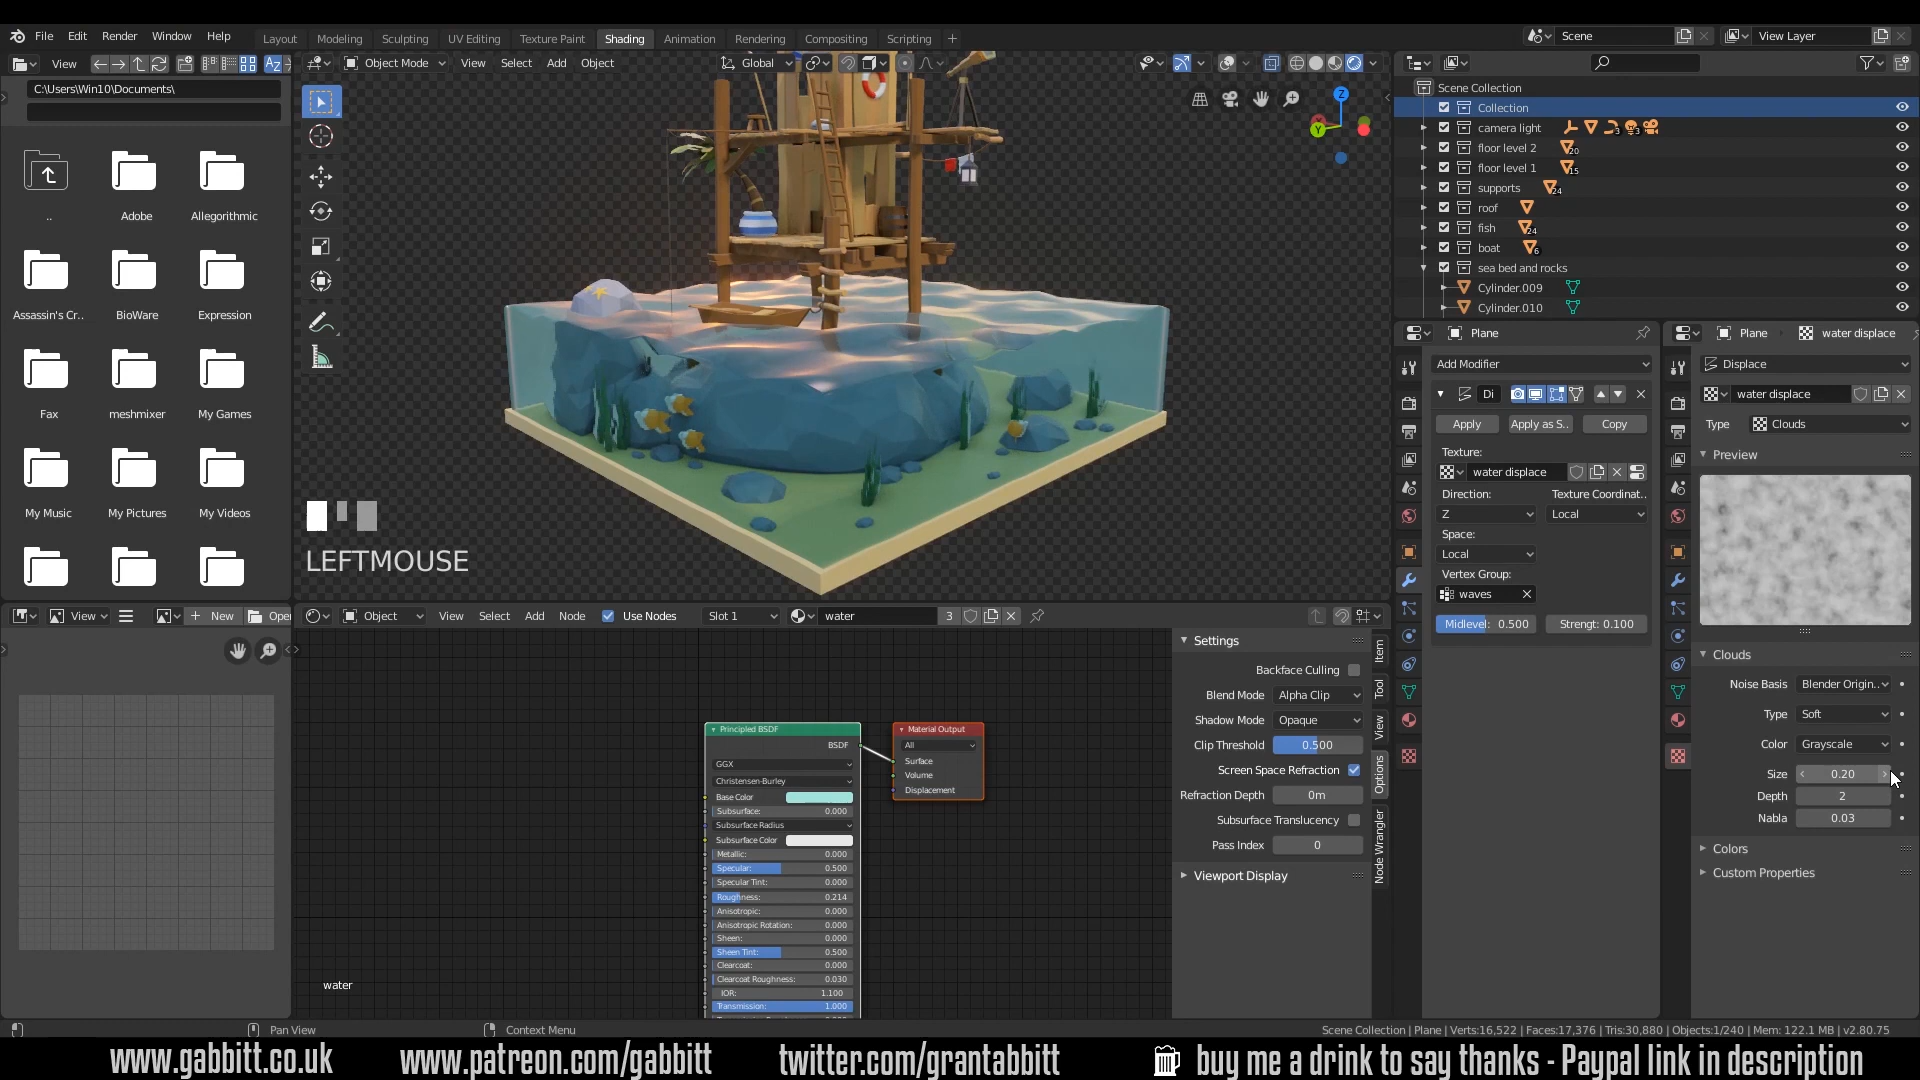 File Edit Render Window Help
Layout Modeling Sculpting UV Editing Texture Paint Shading Animation Rendering Compositing Scripting
Scene View Layer
View
C:\Users\Win10\Documents\
.. Adobe Allegorithmic
Assassin's Cr.. BioWare Expression
Fax meshmixer My Games
My Music My Pictures My Videos
Object Mode View Select Add Object Global
Z
Y
LEFTMOUSE
Scene Collection
Collection
camera light 3 3
floor level 2 20
floor level 1 15
supports 24
roof
fish 24
boat 6
sea bed and rocks
Cylinder.009
Cylinder.010
Plane
Add Modifier
Di
Apply Apply as S.. Copy
Texture:
water displace
Direction: Texture Coordinat..
Z Local
Space:
Local
Vertex Group:
waves
Midlevel: 0.500 Strengt: 0.100
Plane water displace
Displace
water displace
Type Clouds
Preview
Clouds
Noise Basis Blender Origin..
Type Soft
Color Grayscale
Size 0.20
Depth 2
Nabla 0.03
Colors
Custom Properties
View New Ope
Object View Select Add Node Use Nodes Slot 1 water 3
Principled BSDF
BSDF
GGX
Christensen-Burley
Base Color
Subsurface: 0.000
Subsurface Radius
Subsurface Color
Metallic: 0.000
Specular: 0.500
Specular Tint: 0.000
Roughness: 0.214
Anisotropic: 0.000
Anisotropic Rotation: 0.000
Sheen: 0.000
Sheen Tint: 0.500
Clearcoat: 0.000
Clearcoat Roughness: 0.030
IOR: 1.100
Transmission: 1.000
Material Output
All
Surface
Volume
Displacement
water
Settings
Backface Culling
Blend Mode Alpha Clip
Shadow Mode Opaque
Clip Threshold 0.500
Screen Space Refraction
Refraction Depth 0m
Subsurface Translucency
Pass Index 0
Viewport Display
Item
Tool
View
Options
Node Wrangler
Pan View Context Menu
Scene Collection | Plane | Verts:16,522 | Faces:17,376 | Tris:30,880 | Objects:1/240 | Mem: 122.1 MB | v2.80.75
www.gabbitt.co.uk www.patreon.com/gabbitt twitter.com/grantabbitt buy me a drink to say thanks - Paypal link in description